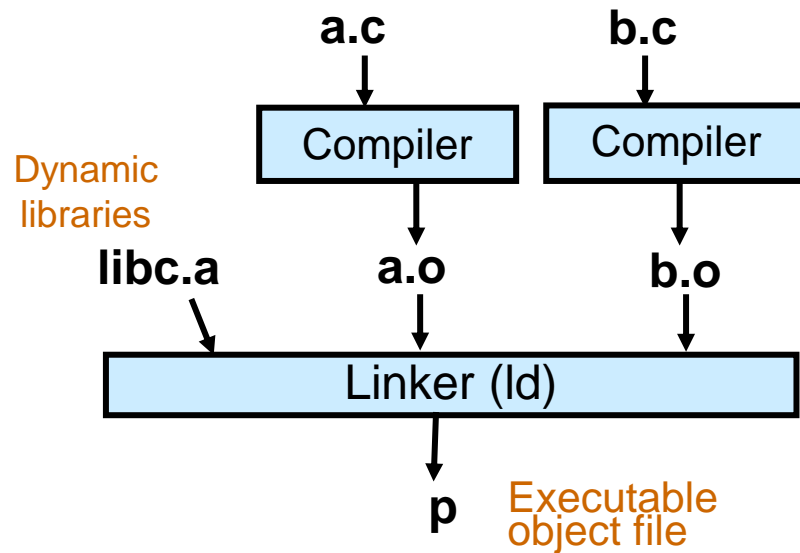 a.c
b.c
Compiler
Compiler
Dynamic
libraries
libc.a
a.o
b.o
Linker (ld)
p
Executable
object file